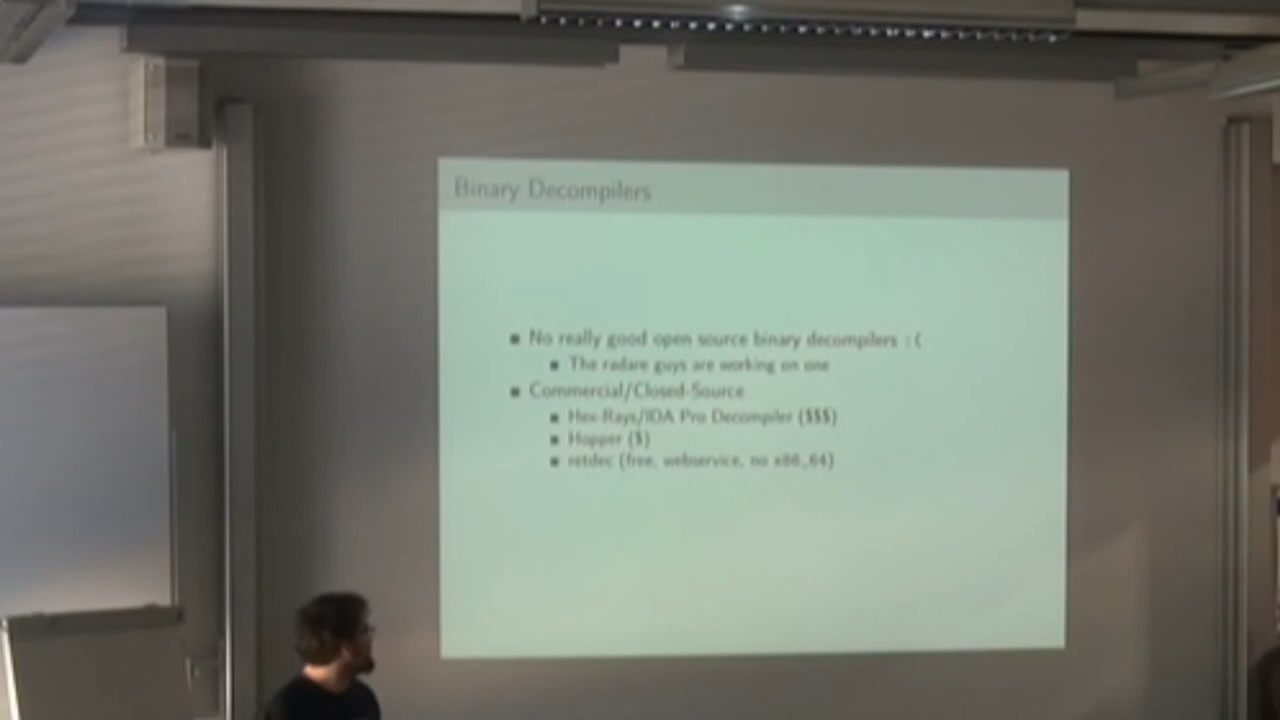 Binary Decompilers
No really good open source binary decompilers :(
The radare guys are working on one
Commercial/Closed-Source
Hex-Rays/IDA Pro Decompiler ($$$)
Hopper ($)
retdec (free, webservice, no x86_64)